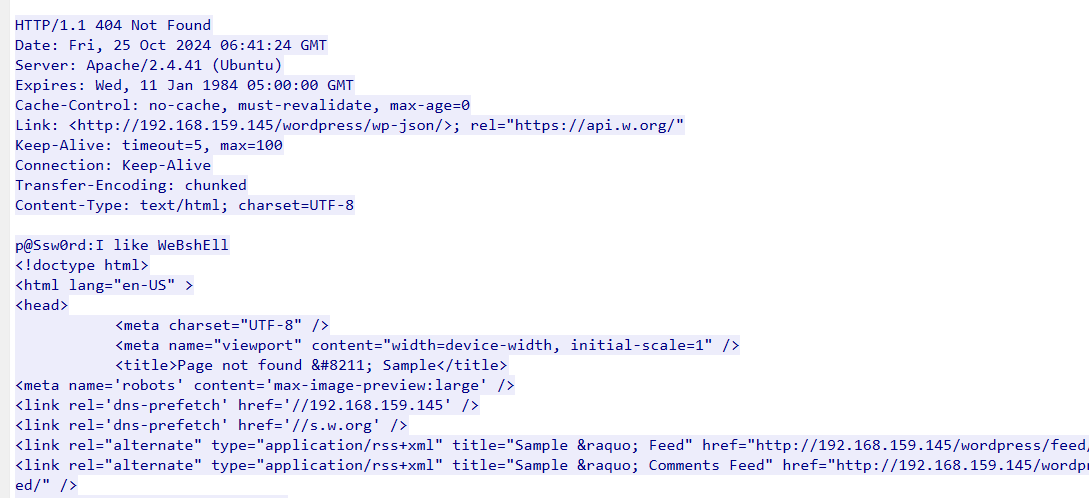 HTTP/1.1 404 Not Found
Date: Fri, 25 Oct 2024 06:41:24 GMT
Server: Apache/2.4.41 (Ubuntu)
Expires: Wed, 11 Jan 1984 05:00:00 GMT
Cache-Control: no-cache, must-revalidate, max-age=0
Link: <http://192.168.159.145/wordpress/wp-json/>; rel="https://api.w.org/"
Keep-Alive: timeout=5, max=100
Connection: Keep-Alive
Transfer-Encoding: chunked
Content-Type: text/html; charset=UTF-8

p@Ssw0rd:I like WeBshEll
<!doctype html>
<html lang="en-US" >
<head>
<meta charset="UTF-8" />
<meta name="viewport" content="width=device-width, initial-scale=1" />
<title>Page not found &#8211; Sample</title>
<meta name='robots' content='max-image-preview:large' />
<link rel='dns-prefetch' href='//192.168.159.145' />
<link rel='dns-prefetch' href='//s.w.org' />
<link rel="alternate" type="application/rss+xml" title="Sample &raquo; Feed" href="http://192.168.159.145/wordpress/feed/
<link rel="alternate" type="application/rss+xml" title="Sample &raquo; Comments Feed" href="http://192.168.159.145/wordpr
ed/" />